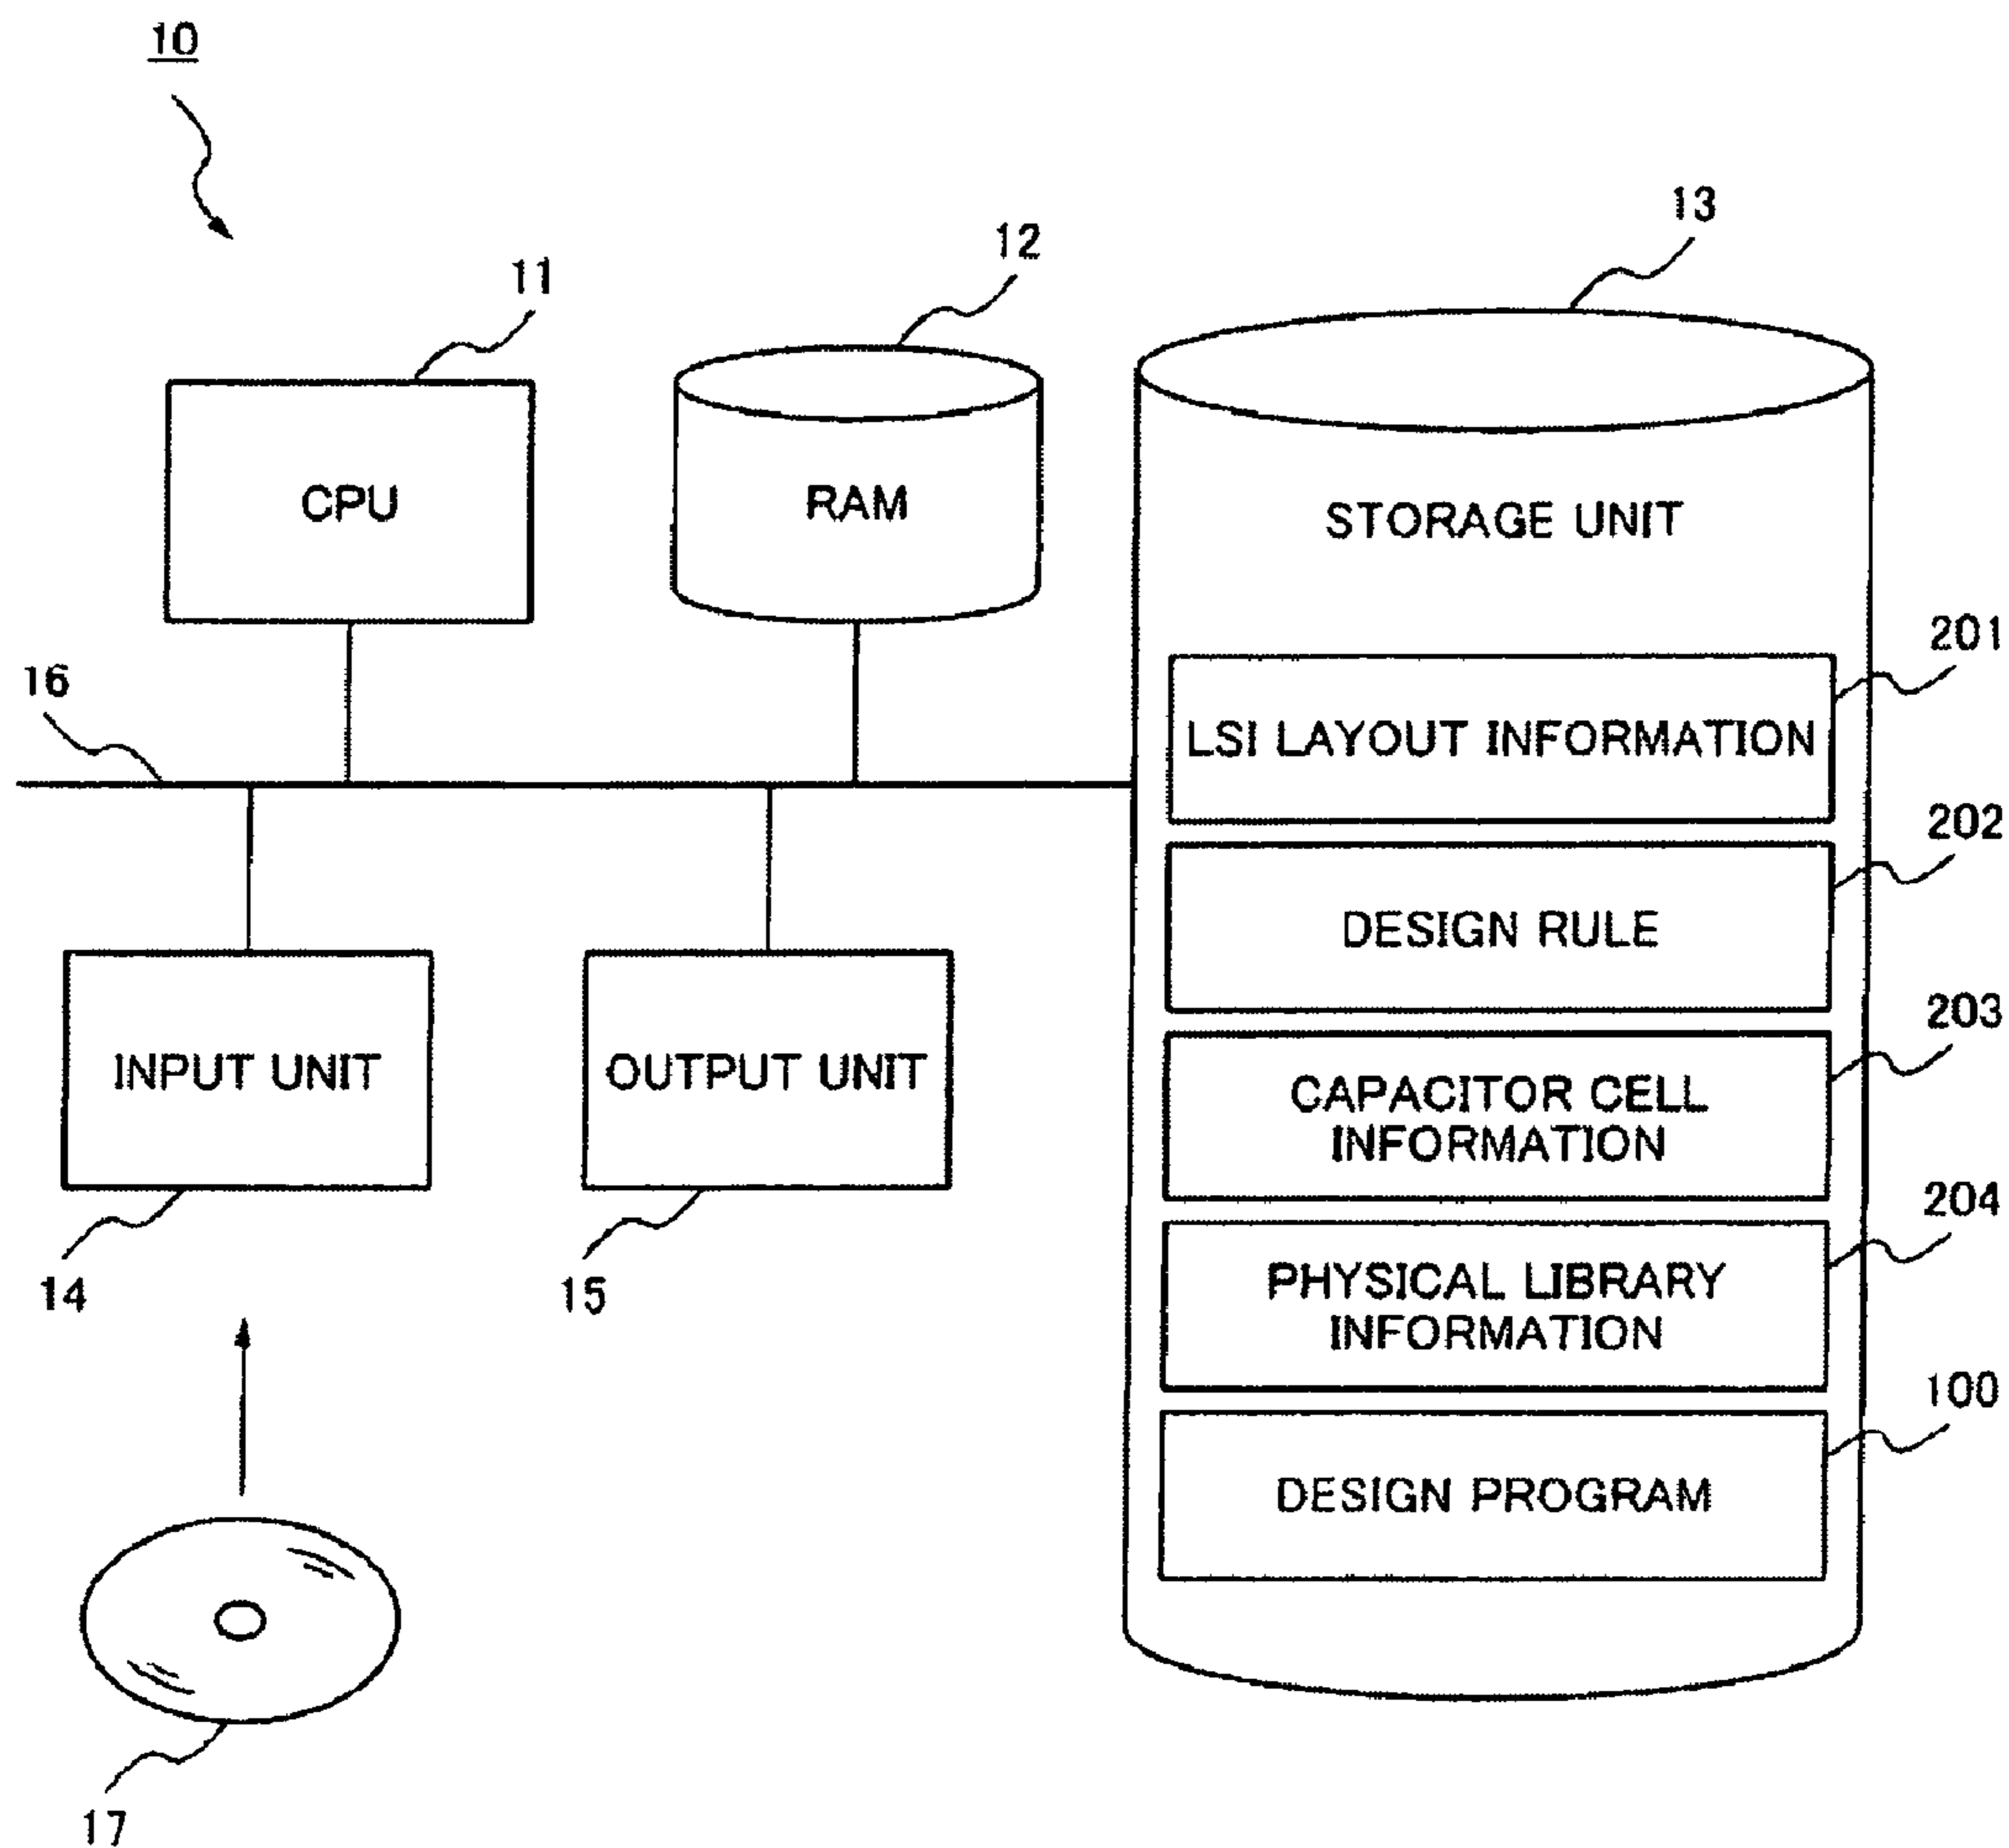 10
11
12
13
CPU
RAM
STORAGE UNIT
16
201
LSI LAYOUT INFORMATION
202
DESIGN RULE
203
CAPACITOR CELL
INFORMATION
INPUT UNIT
OUTPUT UNIT
14
15
204
PHYSICAL LIBRARY
INFORMATION
100
DESIGN PROGRAM
17